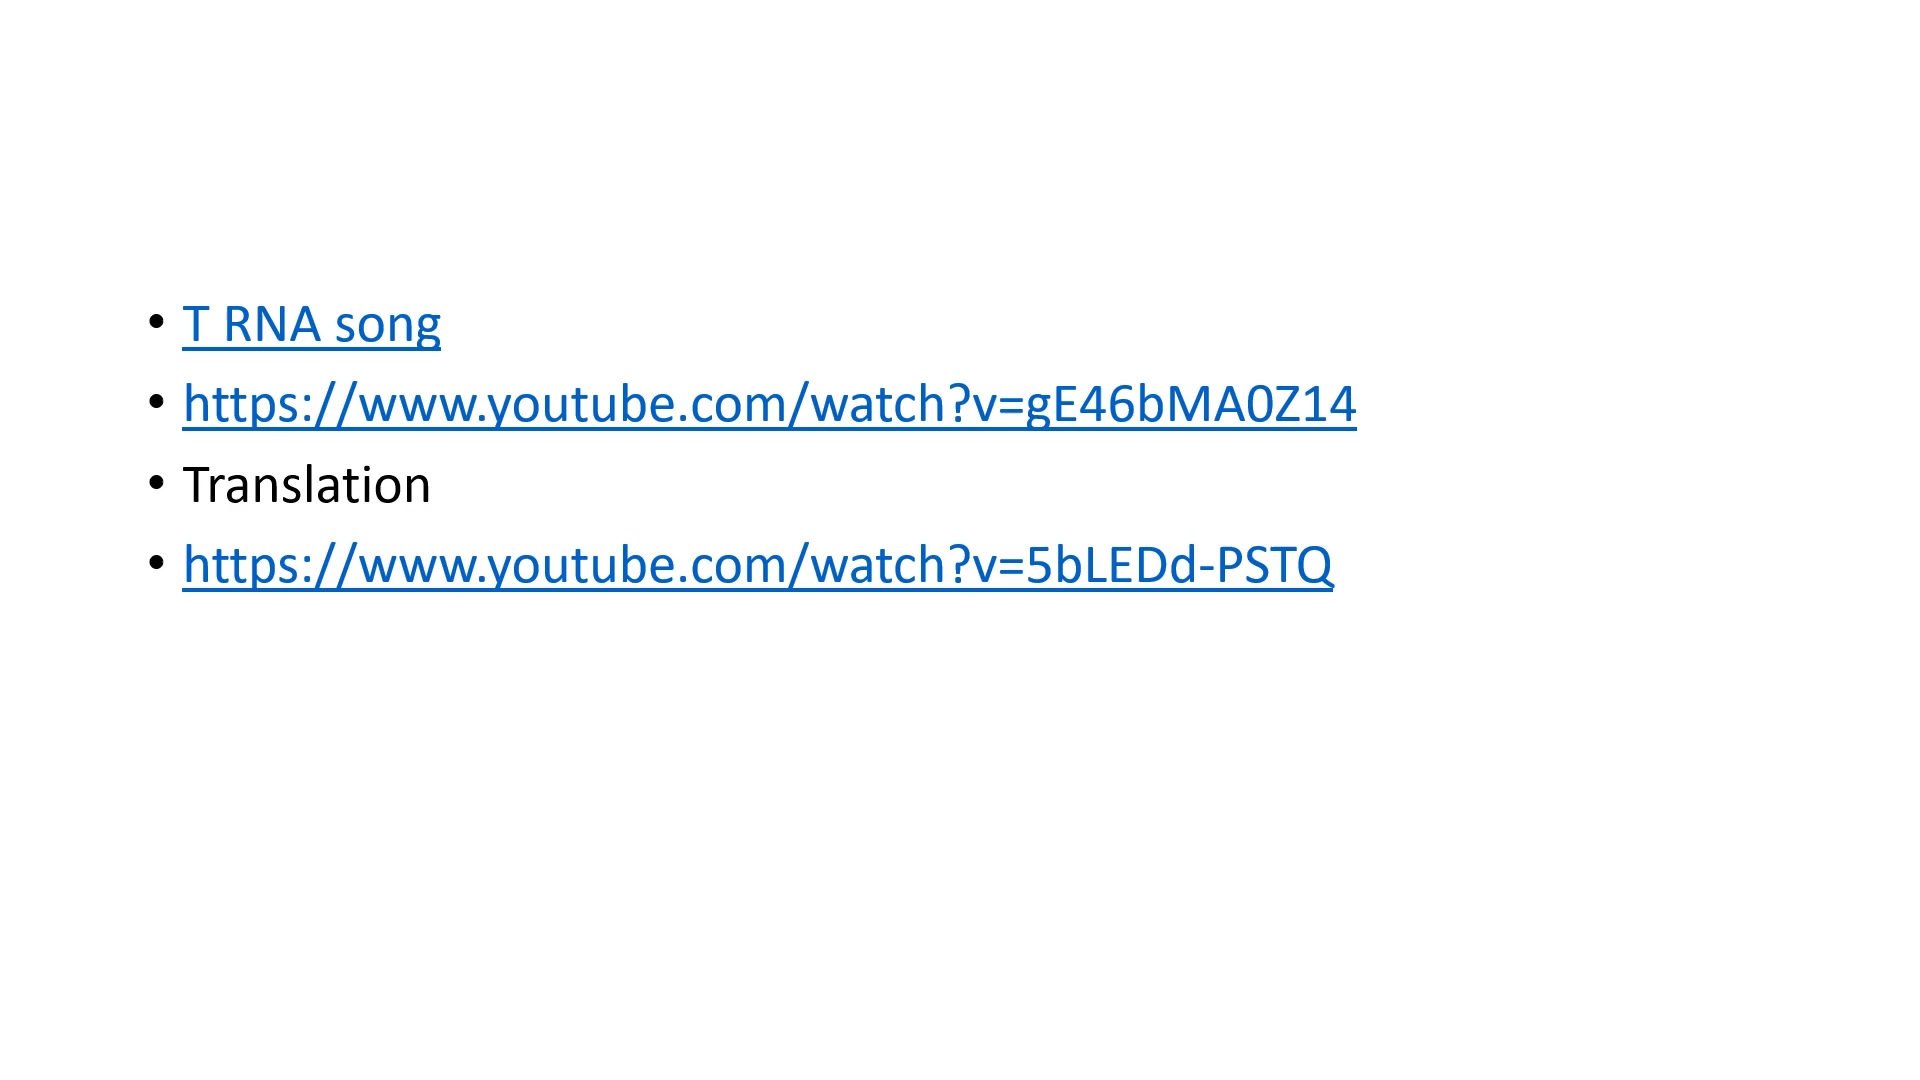 • T RNA song
• https://www.youtube.com/watch?v=gE46bMA0Z14
• Translation
• https://www.youtube.com/watch?v=5bLEDd-PSTQ